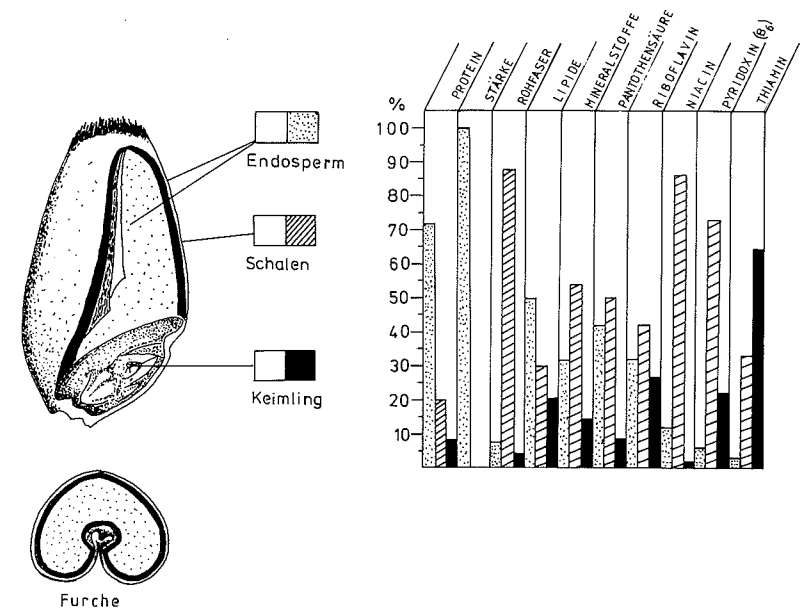 Endosperm
Schalen
Keimling
Furche
%
100
90
80
70
60
50
40
30
20
10
PROTEIN
STÄRKE
ROHFASER
LIPIDE
MINERALSTOFFE
PANTOTHENSÄURE
RIBOFLAVIN
NIACIN
PYRIDOXIN (B6)
THIAMIN